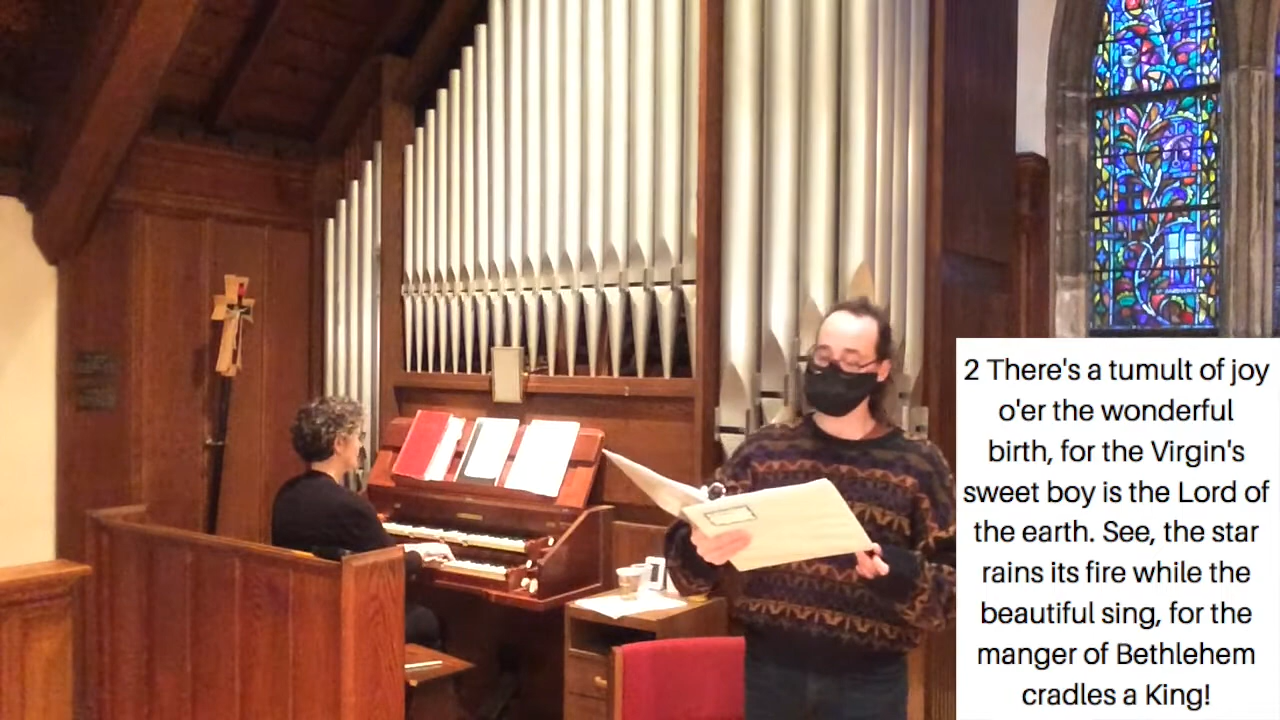 2 There's a tumult of joy
o'er the wonderful
birth, for the Virgin's
sweet boy is the Lord of
the earth. See, the star
rains its fire while the
beautiful sing, for the
manger of Bethlehem
cradles a King!